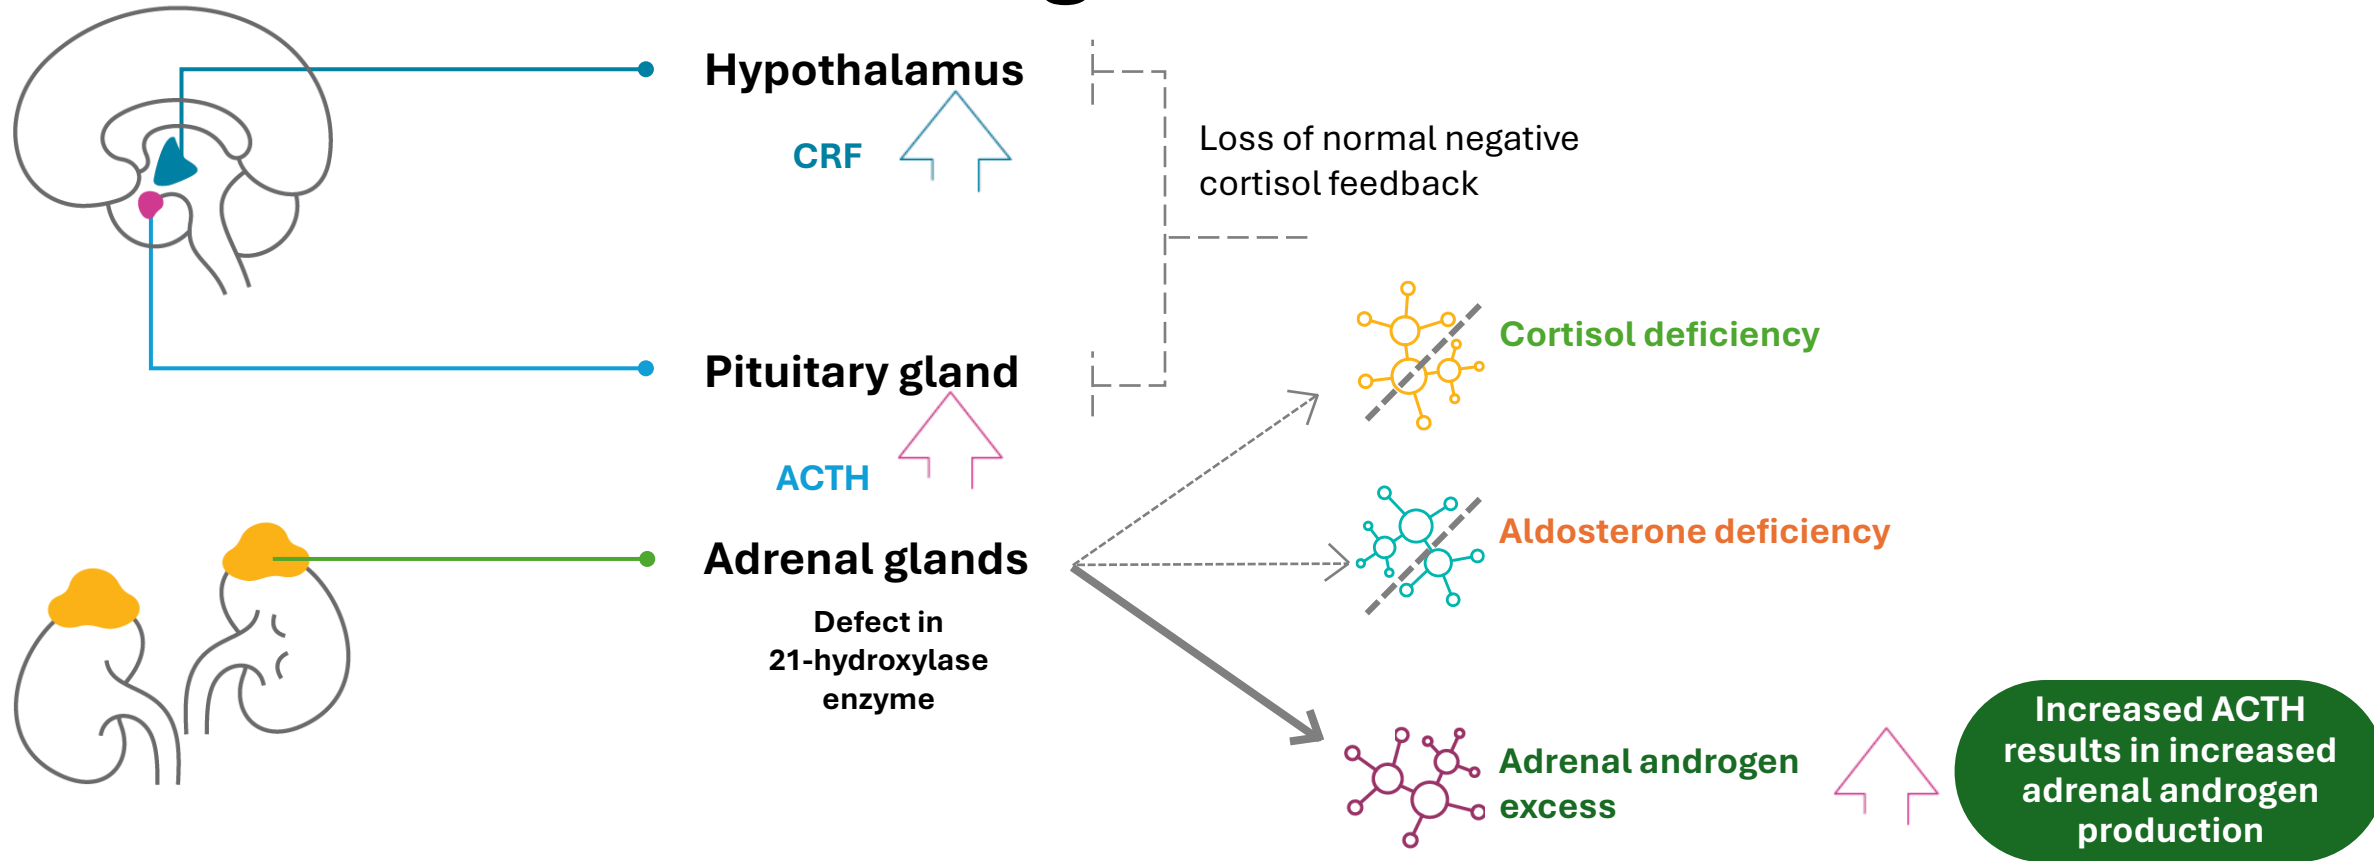 Hypothalamus
CRF
Loss of normal negative
cortisol feedback
Pituitary gland
ACTH
Cortisol deficiency
Aldosterone deficiency
Adrenal glands
Defect in
21-hydroxylase
enzyme
Adrenal androgen
excess
Increased ACTH
results in increased
adrenal androgen
production